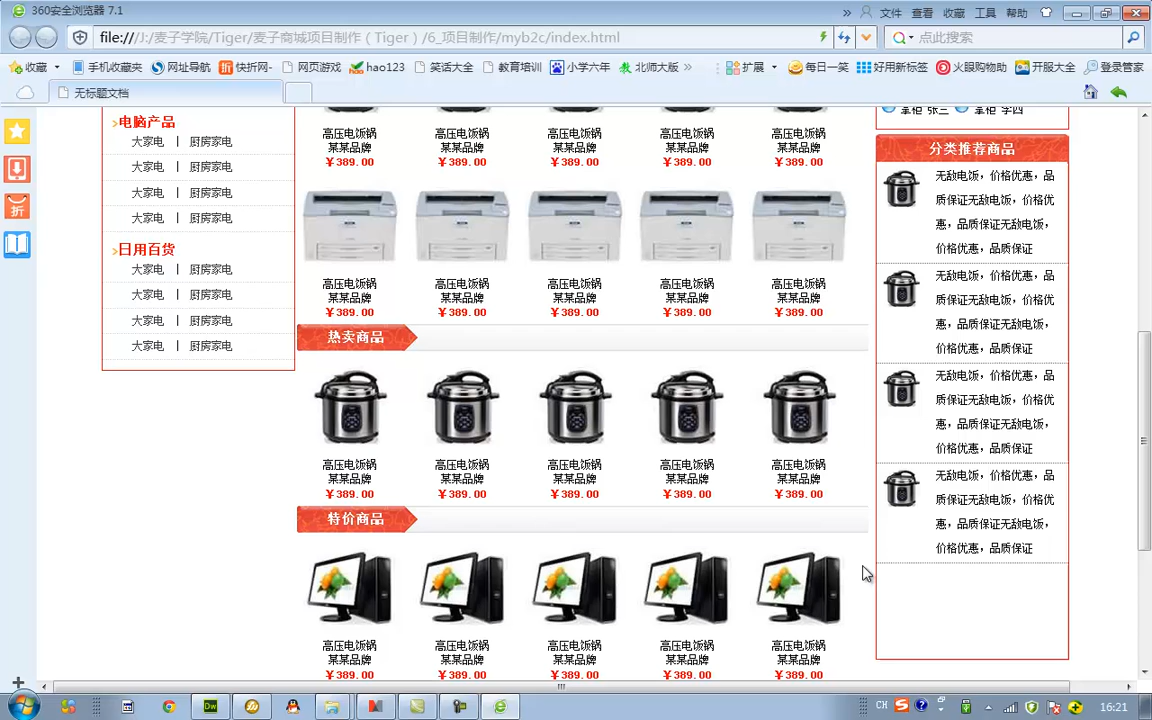 360安全浏览器 7.1
» 文件 查看 收藏 工具 帮助
file:///J:/麦子学院/Tiger/麦子商城项目制作（Tiger）/6_项目制作/myb2c/index.html
点此搜索
收藏 手机收藏夹 网址导航 快折网- 网页游戏 hao123 笑话大全 教育培训 小学六年 北师大版 » 扩展 每日一笑 好用新标签 火眼购物助 开服大全 登录管家
无标题文档
折
电脑产品
大家电 | 厨房家电
大家电 | 厨房家电
大家电 | 厨房家电
大家电 | 厨房家电
日用百货
大家电 | 厨房家电
大家电 | 厨房家电
大家电 | 厨房家电
大家电 | 厨房家电
高压电饭锅 高压电饭锅 高压电饭锅 高压电饭锅 高压电饭锅
某某品牌 某某品牌 某某品牌 某某品牌 某某品牌
￥389.00 ￥389.00 ￥389.00 ￥389.00 ￥389.00
高压电饭锅 高压电饭锅 高压电饭锅 高压电饭锅 高压电饭锅
某某品牌 某某品牌 某某品牌 某某品牌 某某品牌
￥389.00 ￥389.00 ￥389.00 ￥389.00 ￥389.00
热卖商品
高压电饭锅 高压电饭锅 高压电饭锅 高压电饭锅 高压电饭锅
某某品牌 某某品牌 某某品牌 某某品牌 某某品牌
￥389.00 ￥389.00 ￥389.00 ￥389.00 ￥389.00
特价商品
高压电饭锅 高压电饭锅 高压电饭锅 高压电饭锅 高压电饭锅
某某品牌 某某品牌 某某品牌 某某品牌 某某品牌
￥389.00 ￥389.00 ￥389.00 ￥389.00 ￥389.00
掌柜 张三 掌柜 李四
分类推荐商品
无敌电饭，价格优惠，品
质保证无敌电饭，价格优
惠，品质保证无敌电饭，
价格优惠，品质保证
无敌电饭，价格优惠，品
质保证无敌电饭，价格优
惠，品质保证无敌电饭，
价格优惠，品质保证
无敌电饭，价格优惠，品
质保证无敌电饭，价格优
惠，品质保证无敌电饭，
价格优惠，品质保证
无敌电饭，价格优惠，品
质保证无敌电饭，价格优
惠，品质保证无敌电饭，
价格优惠，品质保证
Dw CH 16:21